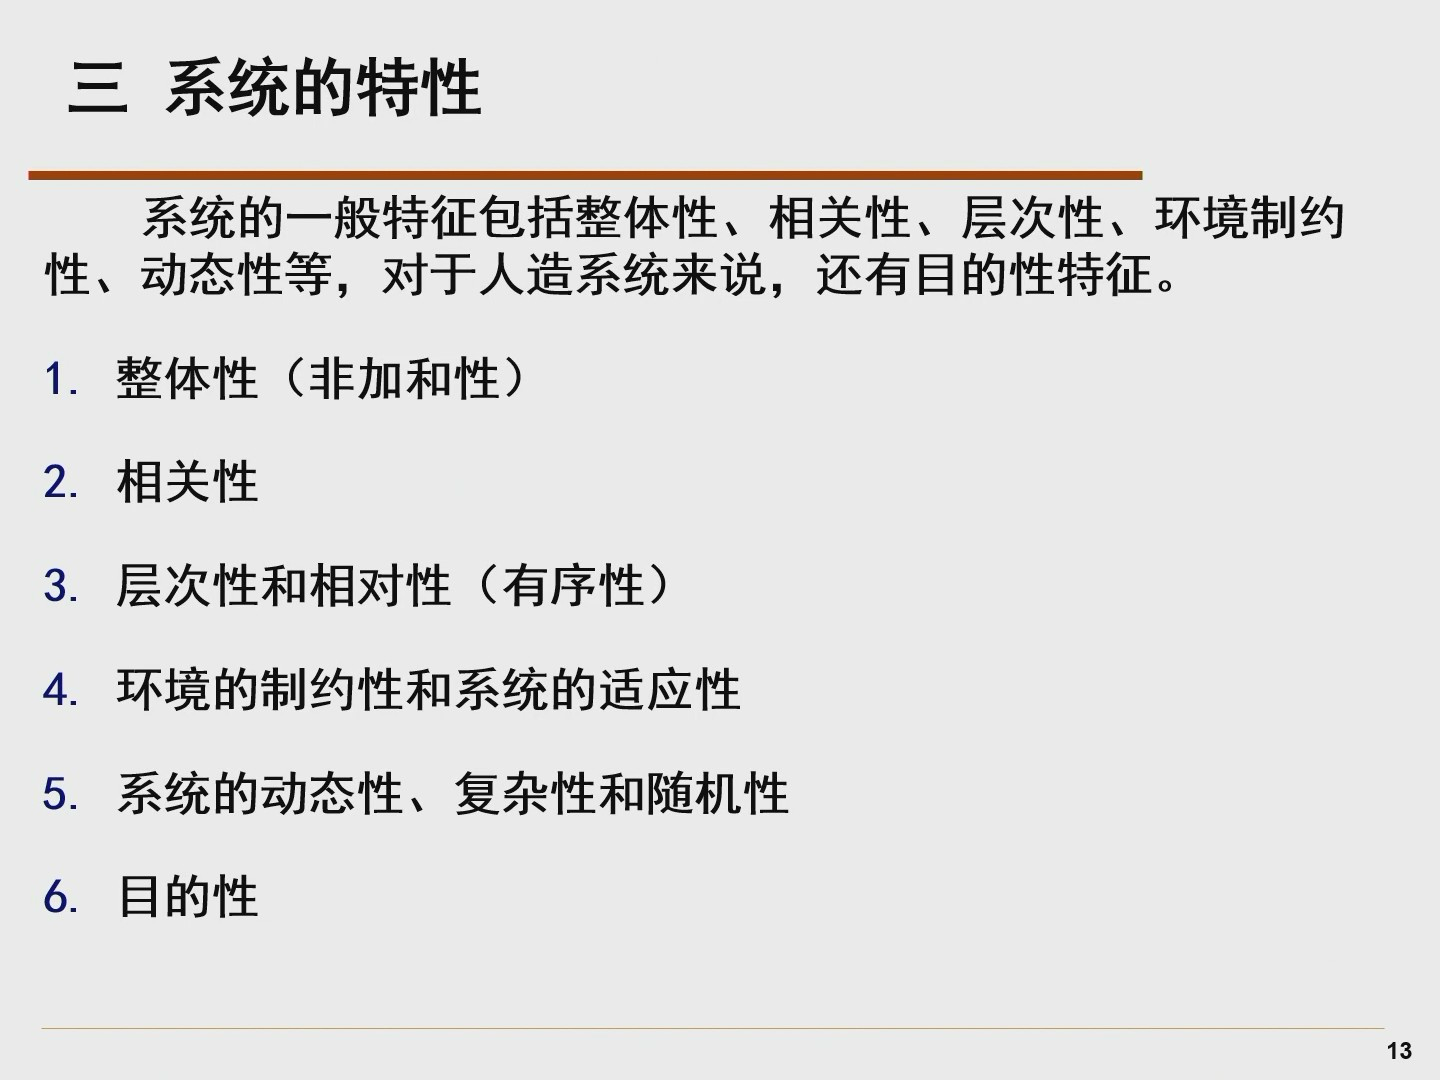 三 系统的特性
系统的一般特征包括整体性、相关性、层次性、环境制约
性、动态性等，对于人造系统来说，还有目的性特征。
1. 整体性（非加和性）
2. 相关性
3. 层次性和相对性（有序性）
4. 环境的制约性和系统的适应性
5. 系统的动态性、复杂性和随机性
6. 目的性
13